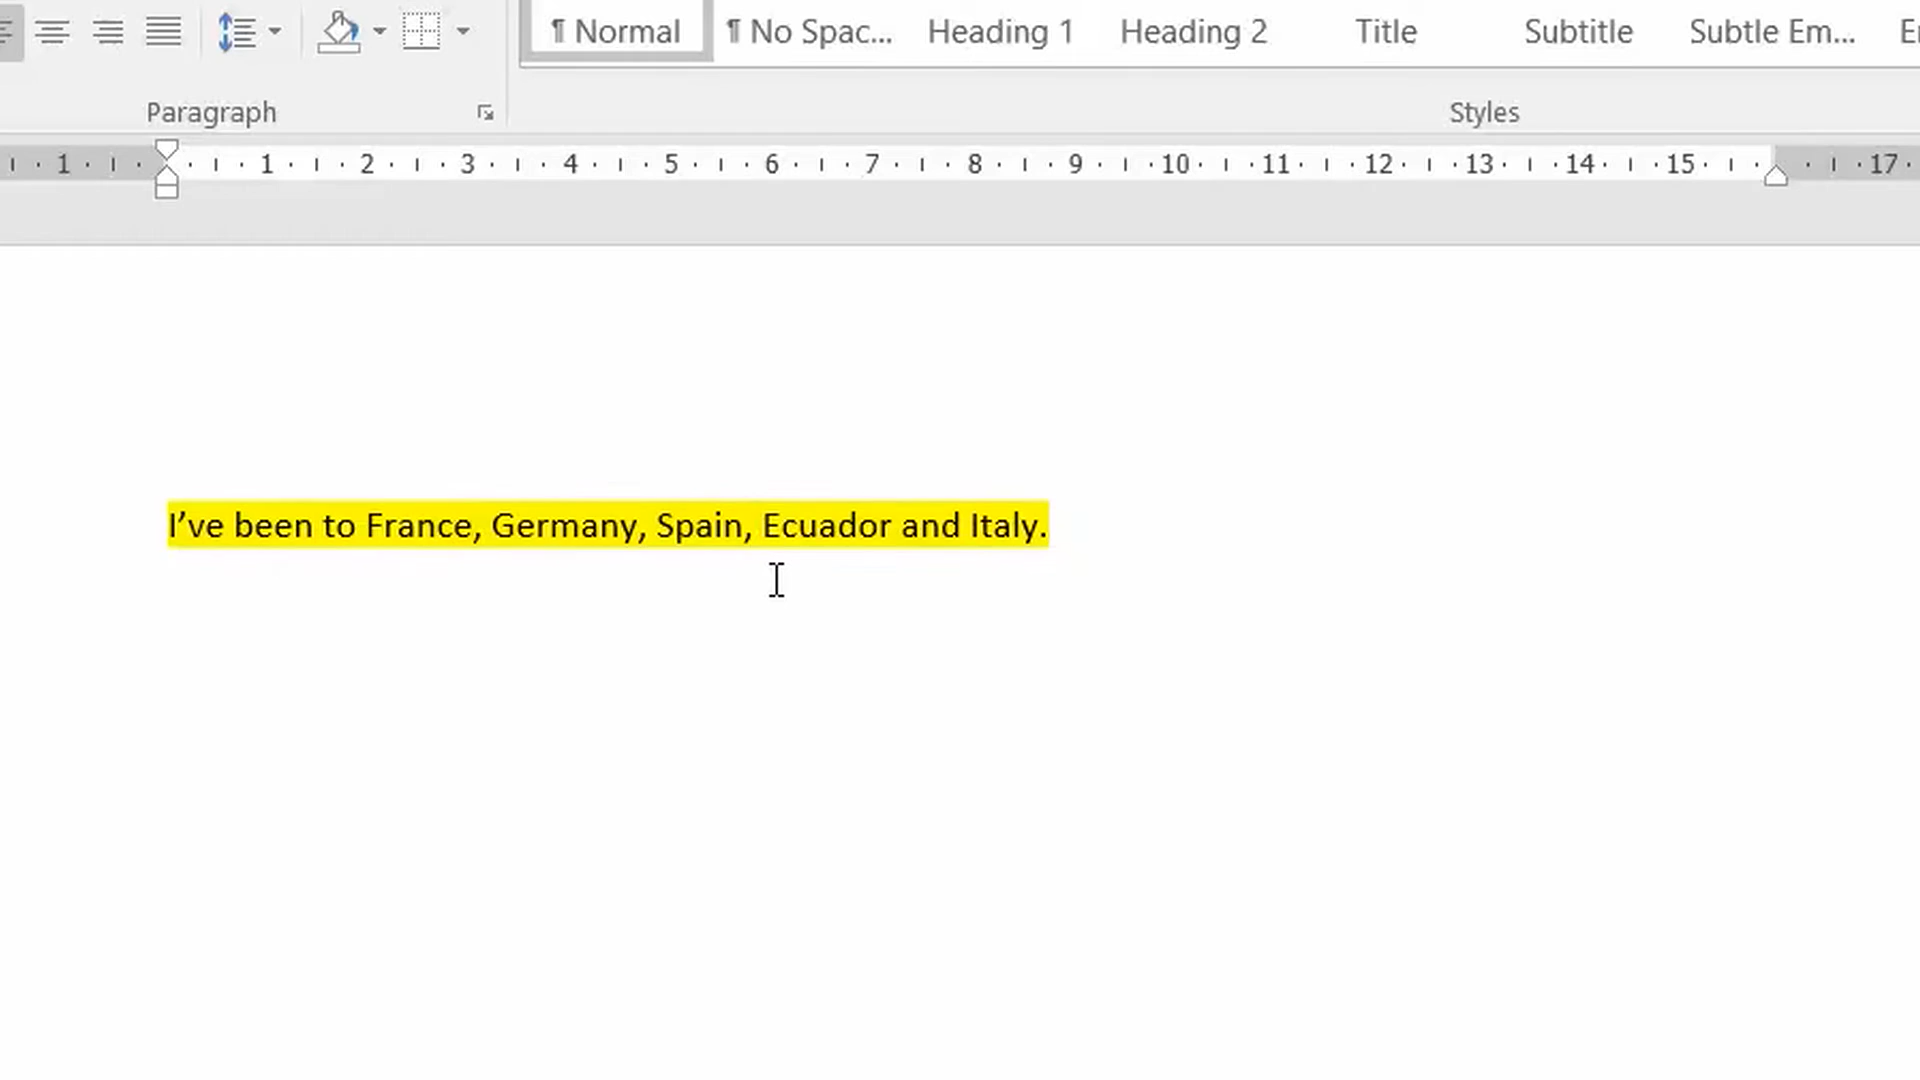 ¶ Normal ¶ No Spac... Heading 1 Heading 2 Title Subtitle Subtle Em...
Paragraph Styles
1 1 2 3 4 5 6 7 8 9 10 11 12 13 14 15 17
I’ve been to France, Germany, Spain, Ecuador and Italy.